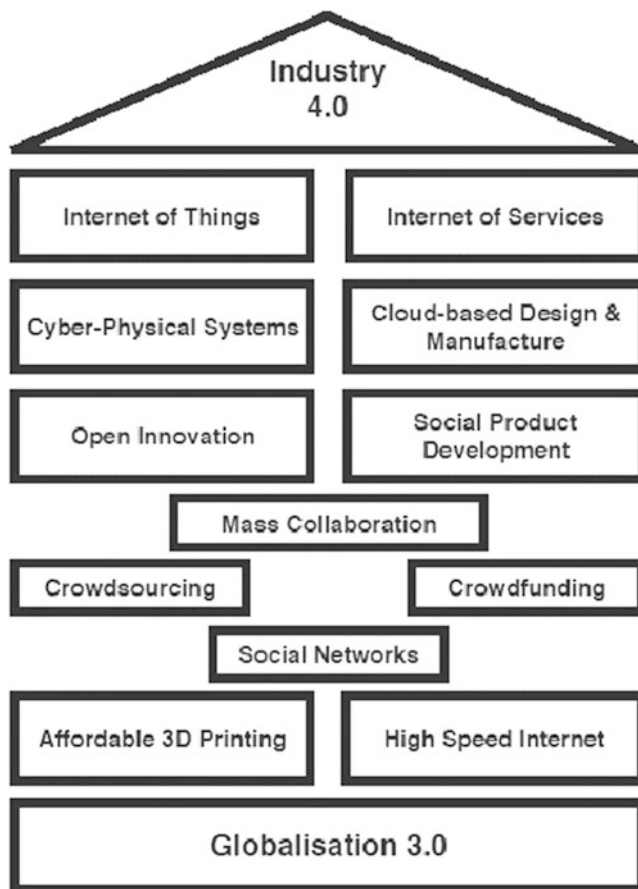 Industry
4.0
Internet of Things
Internet of Services
Cyber-Physical Systems
Cloud-based Design &
Manufacture
Open Innovation
Social Product
Development
Mass Collaboration
Crowdsourcing
Crowdfunding
Social Networks
Affordable 3D Printing
High Speed Internet
Globalisation 3.0